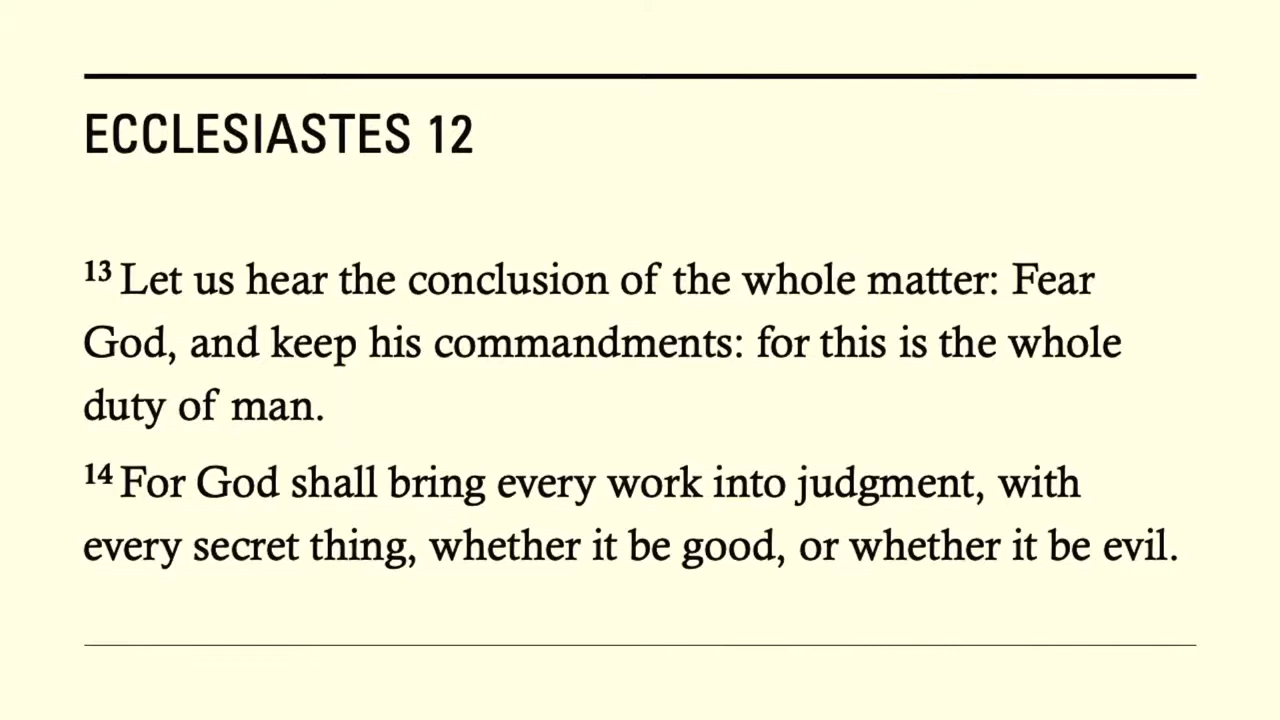 ECCLESIASTES 12
13 Let us hear the conclusion of the whole matter: Fear
God, and keep his commandments: for this is the whole
duty of man.
14 For God shall bring every work into judgment, with
every secret thing, whether it be good, or whether it be evil.